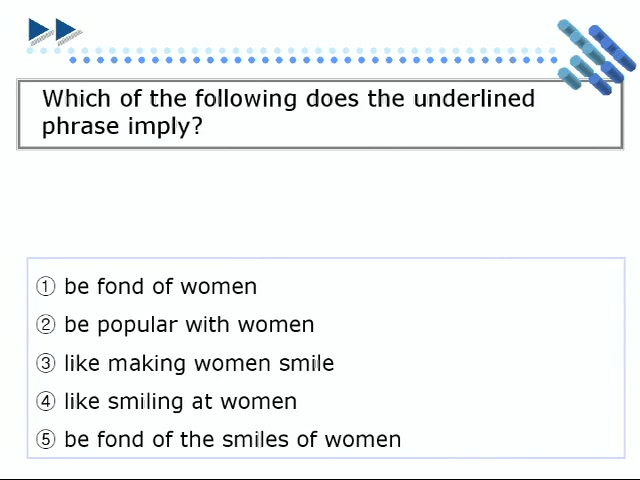 Which of the following does the underlined
phrase imply?
① be fond of women
② be popular with women
③ like making women smile
④ like smiling at women
⑤ be fond of the smiles of women